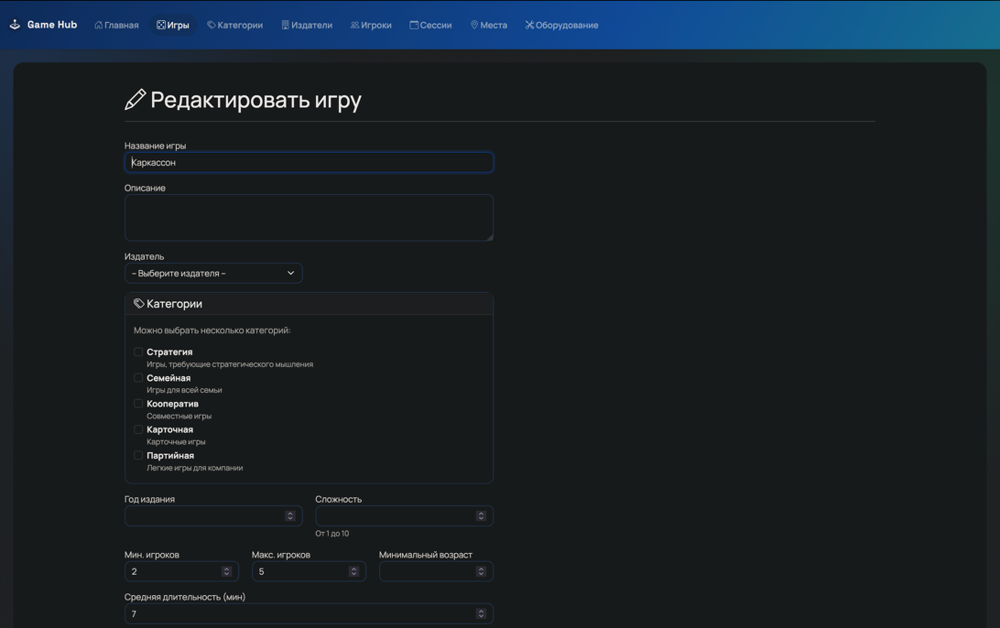 Game Hub Главная Игры Категории Издатели Игроки Сессии Места Оборудование
Редактировать игру
Название игры
Каркассон
Описание
Издатель
– Выберите издателя –
Категории
Можно выбрать несколько категорий:
Стратегия
Игры, требующие стратегического мышления
Семейная
Игры для всей семьи
Кооператив
Совместные игры
Карточная
Карточные игры
Партийная
Легкие игры для компании
Год издания Сложность
От 1 до 10
Мин. игроков Макс. игроков Минимальный возраст
2 5
Средняя длительность (мин)
7